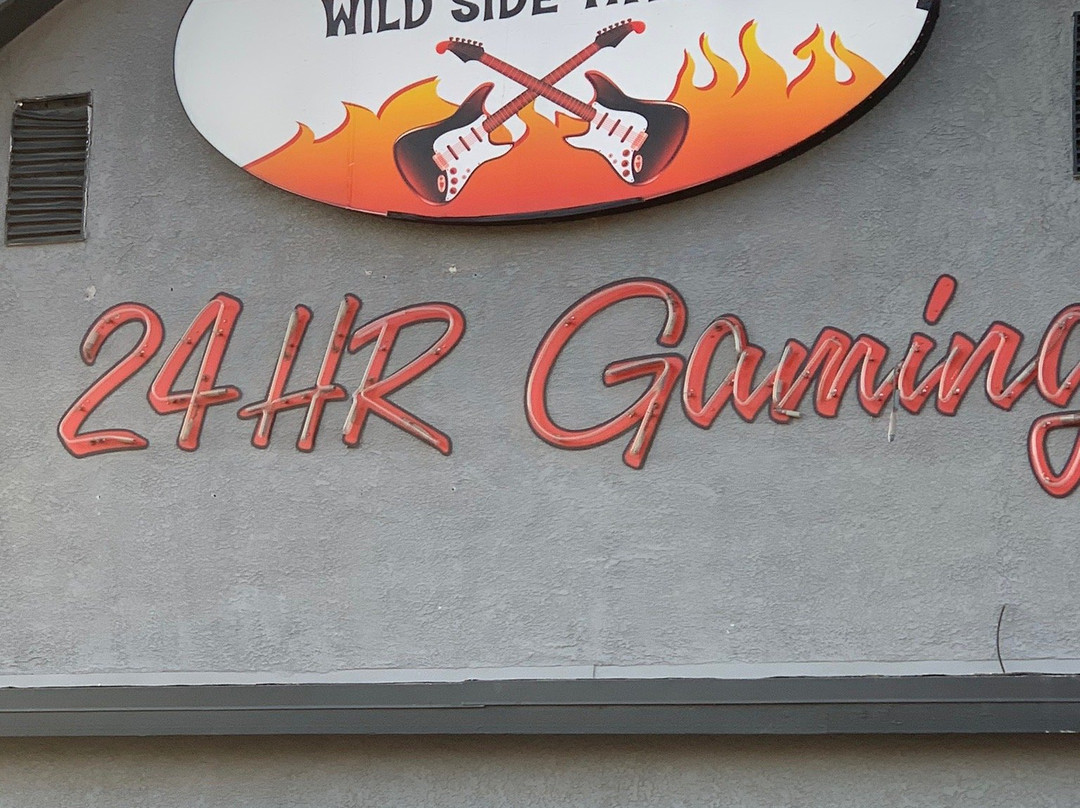 WILD SIDE
24HR Gaming